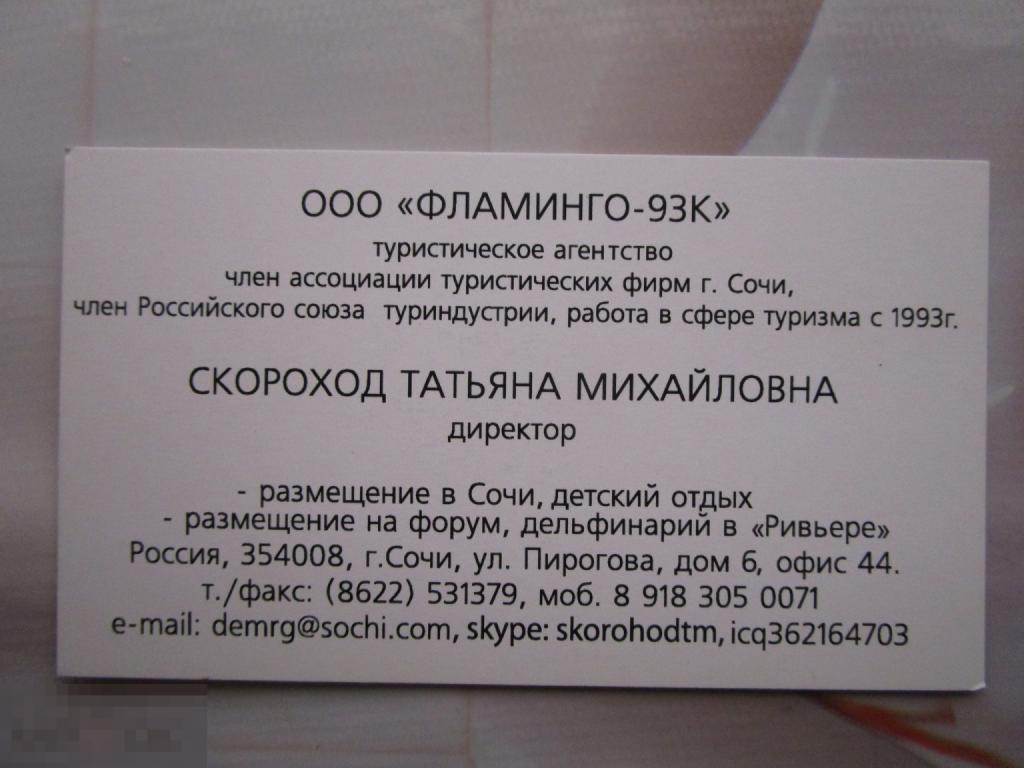 ООО «ФЛАМИНГО-93К»
туристическое агентство
член ассоциации туристических фирм г. Сочи,
член Российского союза туриндустрии, работа в сфере туризма с 1993г.
СКОРОХОД ТАТЬЯНА МИХАЙЛОВНА
директор
- размещение в Сочи, детский отдых
- размещение на форум, дельфинарий в «Ривьере»
Россия, 354008, г.Сочи, ул. Пирогова, дом 6, офис 44.
т./факс: (8622) 531379, моб. 8 918 305 0071
e-mail: demrg@sochi.com, skype: skorohodtm, icq362164703